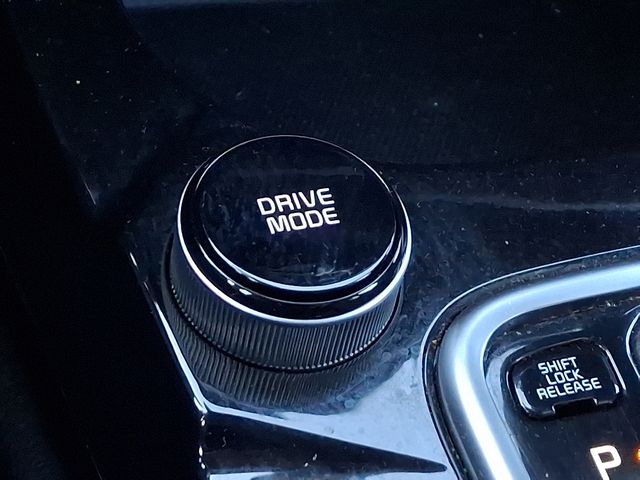 DRIVE
MODE
SHIFT
LOCK
RELEASE
P